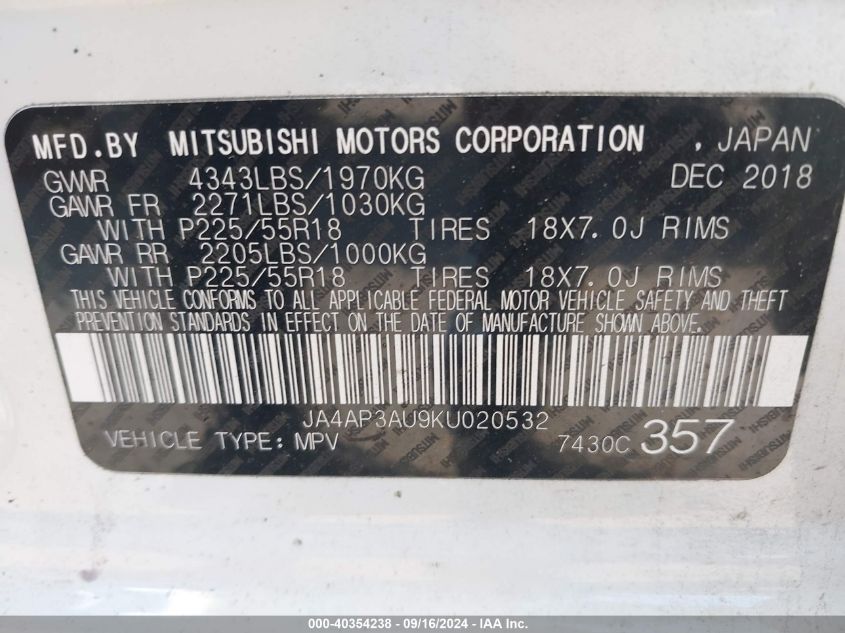 MFD.BY MITSUBISHI MOTORS CORPORATION , JAPAN
GVWR 4343LBS/1970KG DEC 2018
GAWR FR 2271LBS/1030KG
WITH P225/55R18 TIRES 18X7.0J RIMS
GAWR RR 2205LBS/1000KG
WITH P225/55R18 TIRES 18X7.0J RIMS
THIS VEHICLE CONFORMS TO ALL APPLICABLE FEDERAL MOTOR VEHICLE SAFETY AND THEFT
PREVENTION STANDARDS IN EFFECT ON THE DATE OF MANUFACTURE SHOWN ABOVE.
JA4AP3AU9KU020532
VEHICLE TYPE: MPV 7430C 357
000-40354238 - 09/16/2024 - © 2024 IAA, Inc.